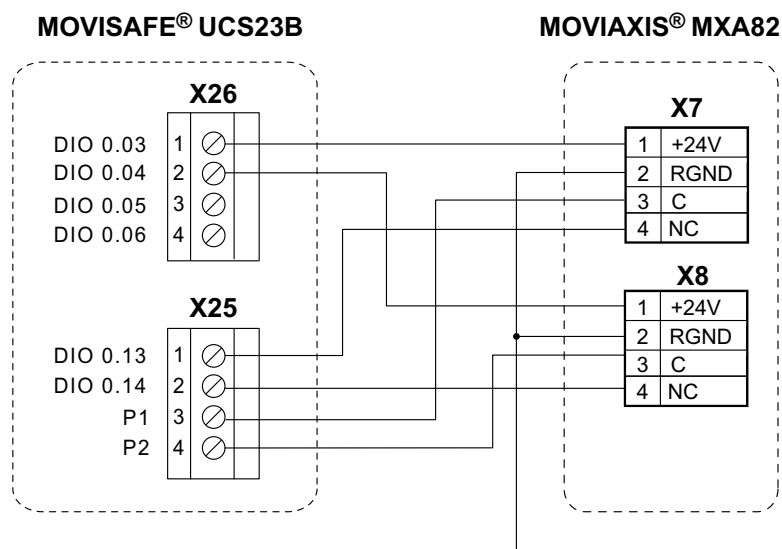 MOVISAFE® UCS23B
MOVIAXIS® MXA82
X26
DIO 0.03 1
DIO 0.04 2
DIO 0.05 3
DIO 0.06 4
X25
DIO 0.13 1
DIO 0.14 2
P1 3
P2 4
X7
1 +24V
2 RGND
3 C
4 NC
X8
1 +24V
2 RGND
3 C
4 NC